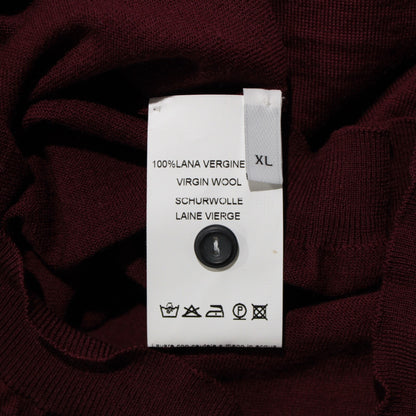 100%LANA VERGINE
XL
VIRGIN WOOL
SCHURWOLLE
LAINE VIERGE
P